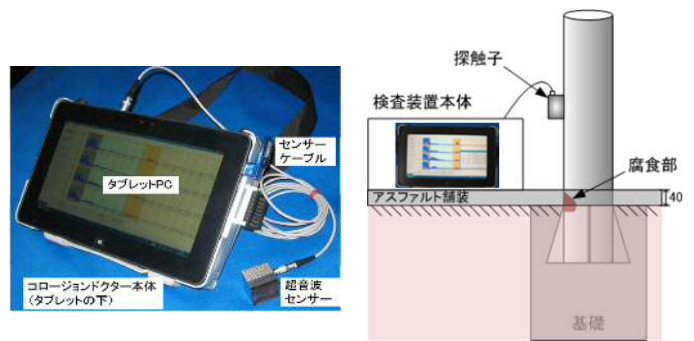 センサー
ケーブル
タブレットPC
コロージョンドクター本体
(タブレットの下)
超音波
センサー
探触子
検査装置本体
腐食部
アスファルト舗装
40
基礎